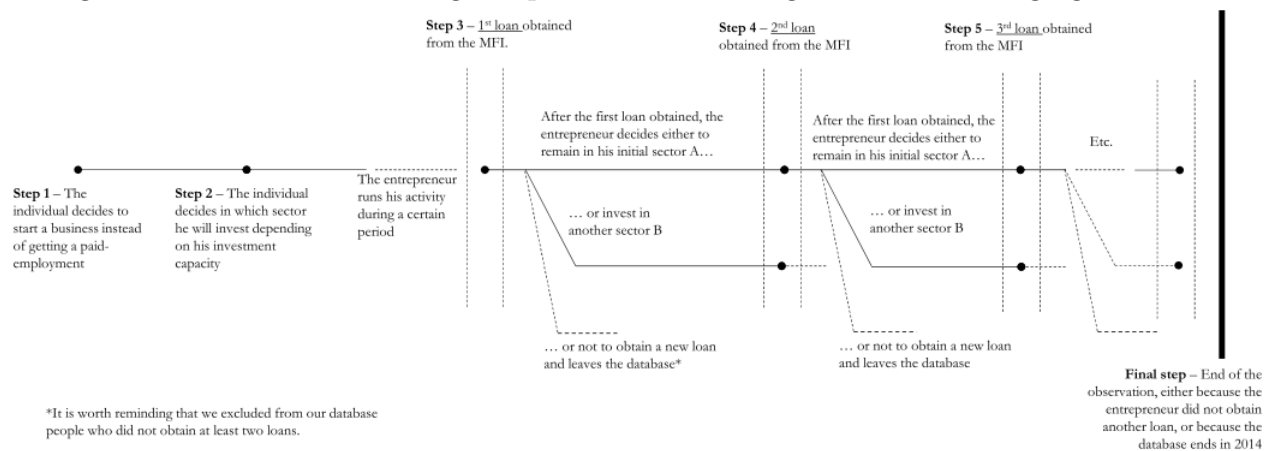 Step 3 – 1st loan obtained
from the MFI.
Step 4 – 2nd loan
obtained from the MFI
Step 5 – 3rd loan obtained
from the MFI
After the first loan obtained, the
entrepreneur decides either to
remain in his initial sector A…
After the first loan obtained, the
entrepreneur decides either to
remain in his initial sector A…
Etc.
Step 1 – The
individual decides to
start a business instead
of getting a paid-
employment
Step 2 – The individual
decides in which sector
he will invest depending
on his investment
capacity
The entrepreneur
runs his activity
during a certain
period
… or invest in
another sector B
… or invest in
another sector B
… or not to obtain a new loan
and leaves the database*
… or not to obtain a new loan
and leaves the database
Final step – End of the
observation, either because the
entrepreneur did not obtain
another loan, or because the
database ends in 2014
*It is worth reminding that we excluded from our database
people who did not obtain at least two loans.